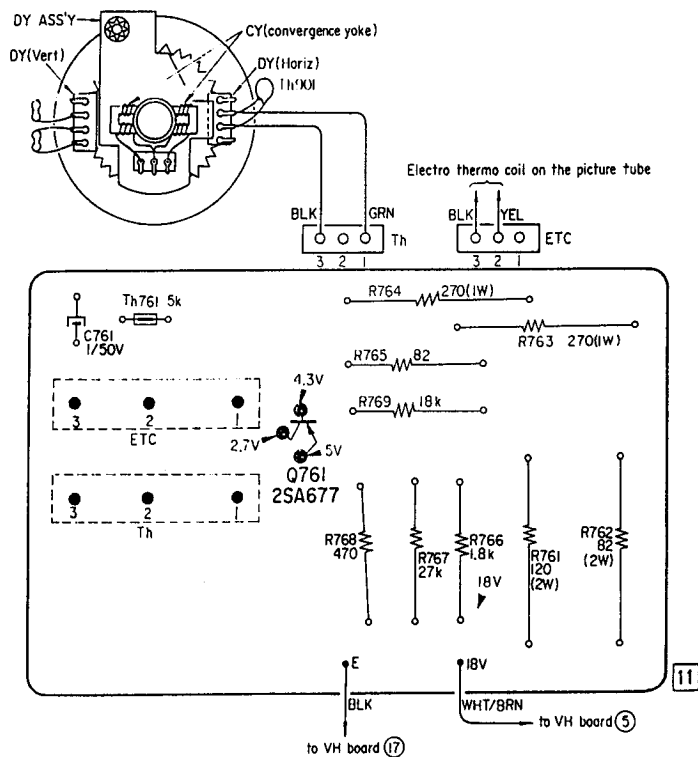 DY ASS'Y
CY(convergence yoke)
DY(Vert)
DY(Horiz)
Th901
Electro thermo coil on the picture tube
BLK
GRN
BLK
YEL
Th
ETC
3 2 1
3 2 1
C761
1/50V
Th761 5k
R764 270(1W)
R763 270(1W)
R765 82
R769 18k
3 2 1
ETC
4.3V
2.7V
5V
Q761
2SA677
3 2 1
Th
R768
470
R767
27k
R766
1.8k
18V
R761
120
(2W)
R762
82
(2W)
E
18V
11
BLK
WHT/BRN
to VH board 5
to VH board 17